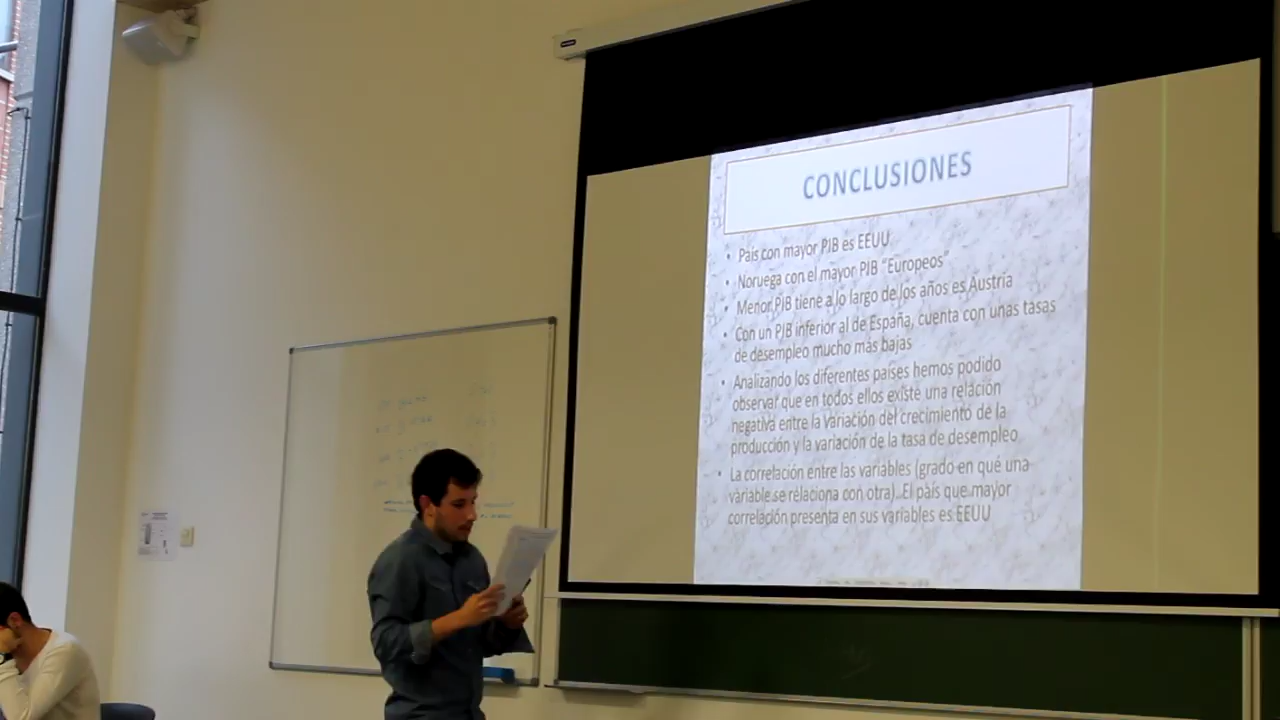 CONCLUSIONES
• País con mayor PIB es EEUU
• Noruega con el mayor PIB "Europeos"
• Menor PIB tiene a lo largo de los años es Austria
• Con un PIB inferior al de España, cuenta con unas tasas
de desempleo mucho más bajas
• Analizando los diferentes países hemos podido
observar que en todos ellos existe una relación
negativa entre la variación del crecimiento de la
producción y la variación de la tasa de desempleo
• La correlación entre las variables (grado en qué una
variable se relaciona con otra). El país que mayor
correlación presenta en sus variables es EEUU